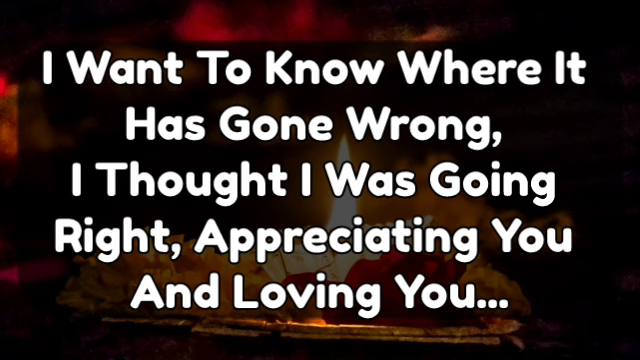 I Want To Know Where It
Has Gone Wrong,
I Thought I Was Going
Right, Appreciating You
And Loving You...